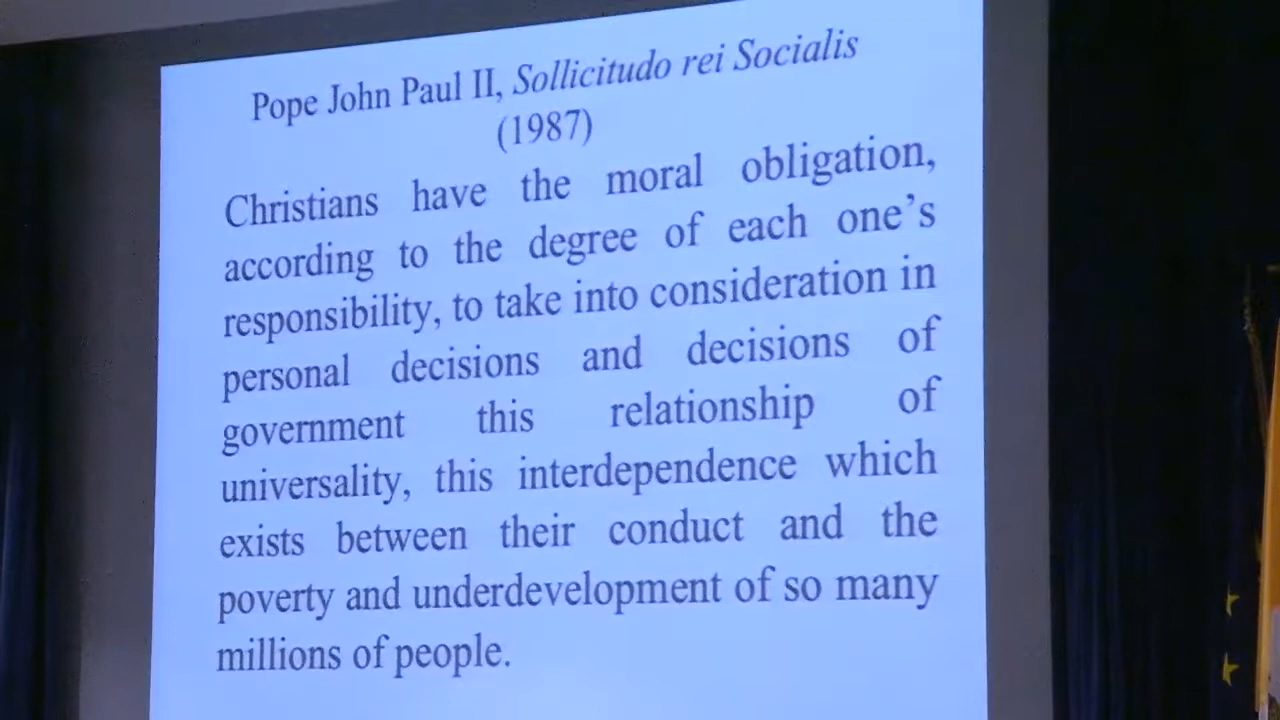 Pope John Paul II, Sollicitudo rei Socialis
(1987)
Christians have the moral obligation,
according to the degree of each one’s
responsibility, to take into consideration in
personal decisions and decisions of
government this relationship of
universality, this interdependence which
exists between their conduct and the
poverty and underdevelopment of so many
millions of people.